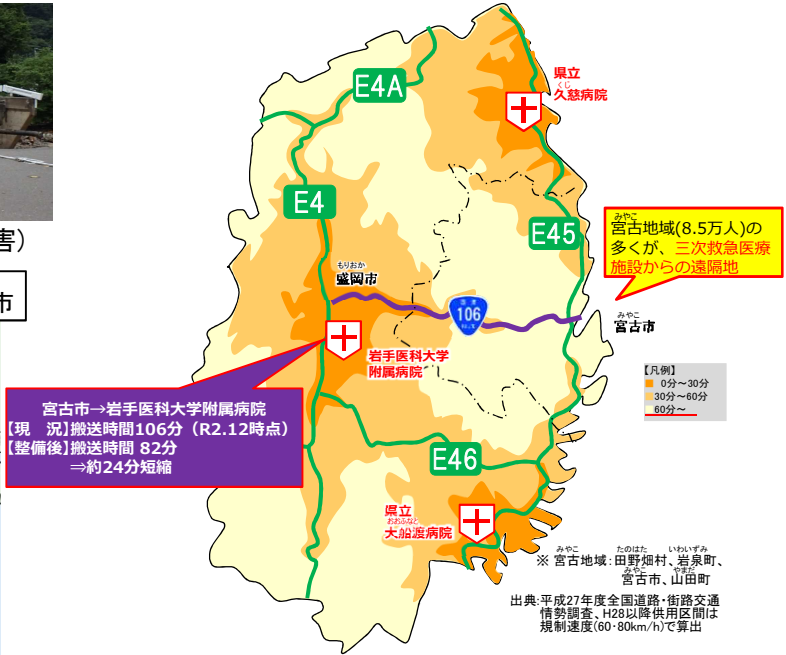 害)
市
E4A
県立
くじ
久慈病院
E4
E45
みやこ
宮古地域(8.5万人)の
多くが、三次救急医療
施設からの遠隔地
もりおか
盛岡市
国道
106
みやこ
宮古市
岩手医科大学
附属病院
【凡例】
0分～30分
30分～60分
60分～
宮古市→岩手医科大学附属病院
【現　況】搬送時間106分（R2.12時点）
【整備後】搬送時間 82分
⇒約24分短縮
E46
県立
おおふなと
大船渡病院
みやこ たのはた いわいずみ
※ 宮古地域：田野畑村、岩泉町、
みやこ やまだ
宮古市、山田町
出典:平成27年度全国道路・街路交通
情勢調査、H28以降供用区間は
規制速度(60・80km/h)で算出